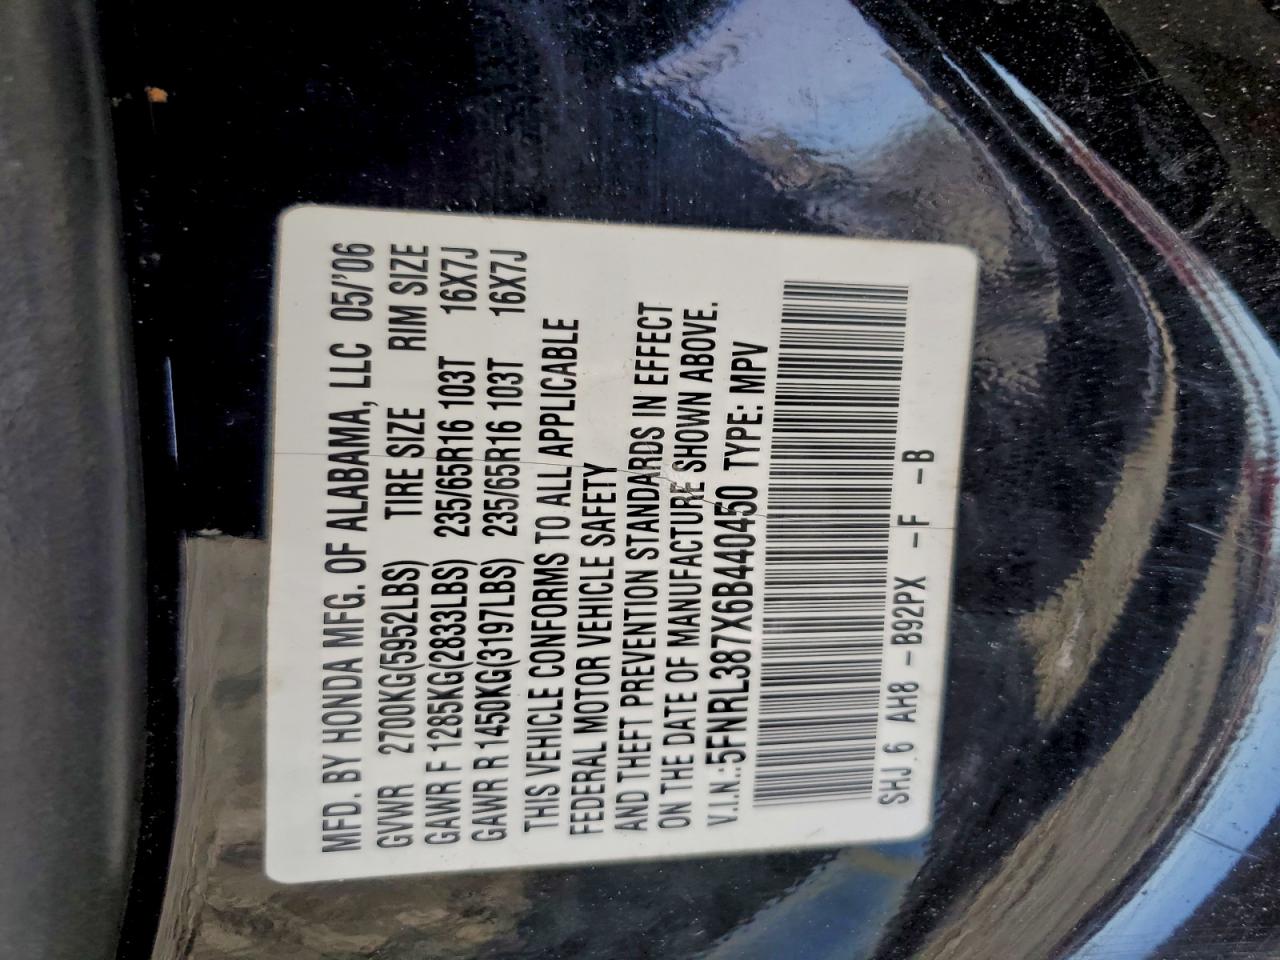 MFD. BY HONDA MFG. OF ALABAMA, LLC 05/'06
GVWR 2700KG(5952LBS) TIRE SIZE RIM SIZE
GAWR F 1285KG(2833LBS) 235/65R16 103T 16X7J
GAWR R 1450KG(3197LBS) 235/65R16 103T 16X7J
THIS VEHICLE CONFORMS TO ALL APPLICABLE
FEDERAL MOTOR VEHICLE SAFETY
AND THEFT PREVENTION STANDARDS IN EFFECT
ON THE DATE OF MANUFACTURE SHOWN ABOVE.
V.I.N.:5FNRL387X6B440450 TYPE: MPV
SHJ 6 AH8 -B92PX -F -B